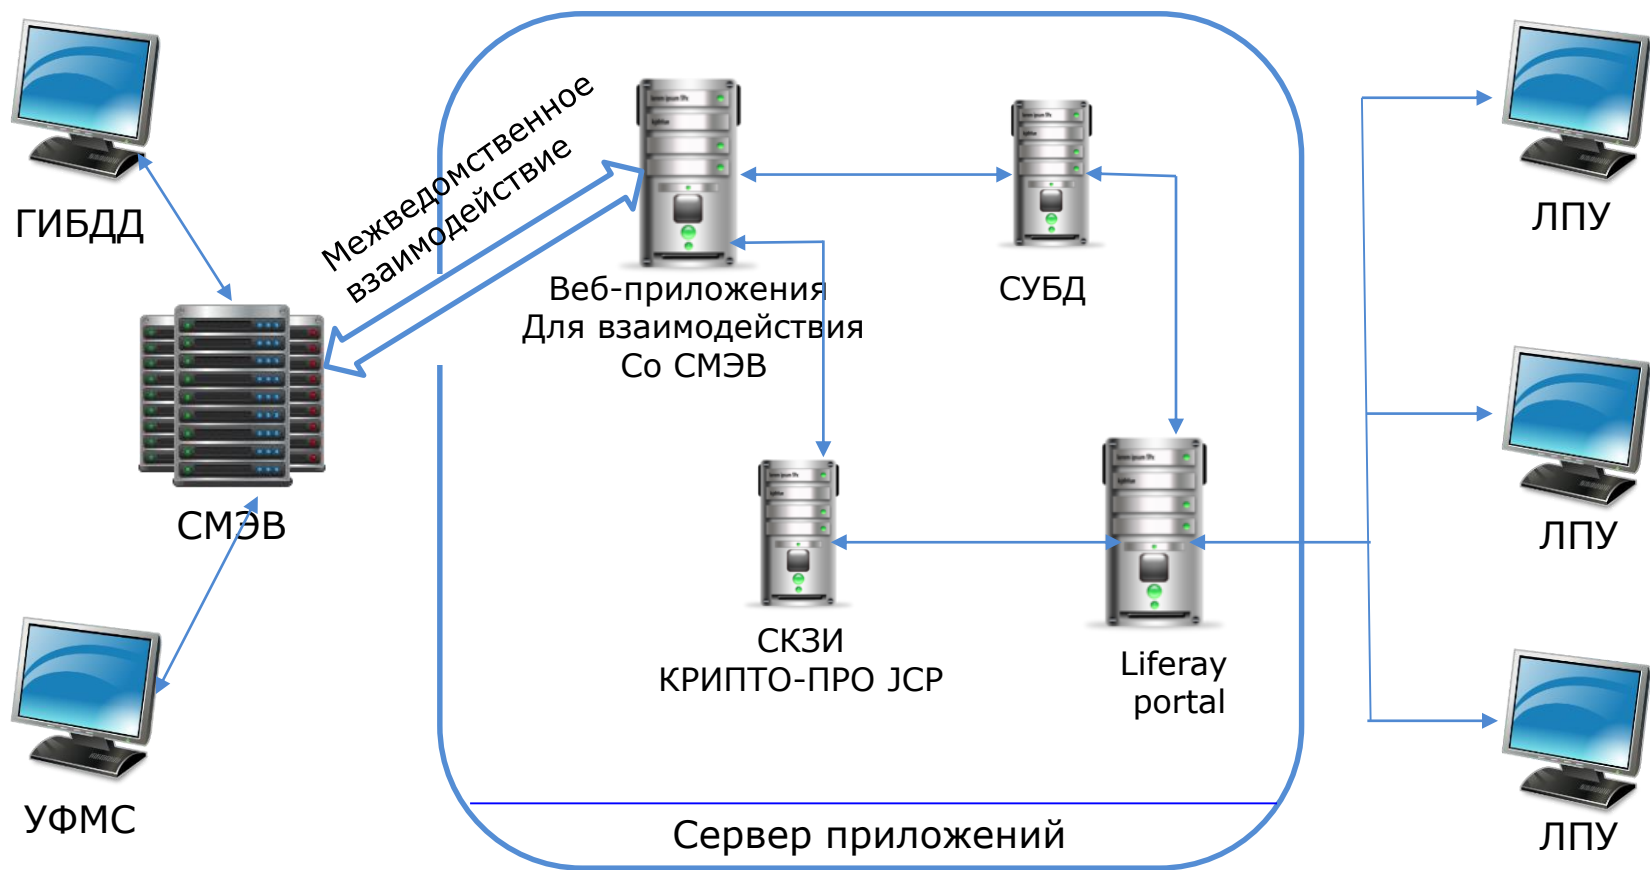 ГИБДД
Межведомственное
взаимодействие
Веб-приложения
Для взаимодействия
Со СМЭВ
СУБД
ЛПУ
СМЭВ
ЛПУ
СКЗИ
КРИПТО-ПРО JCP
Liferay
portal
УФМС
Сервер приложений
ЛПУ